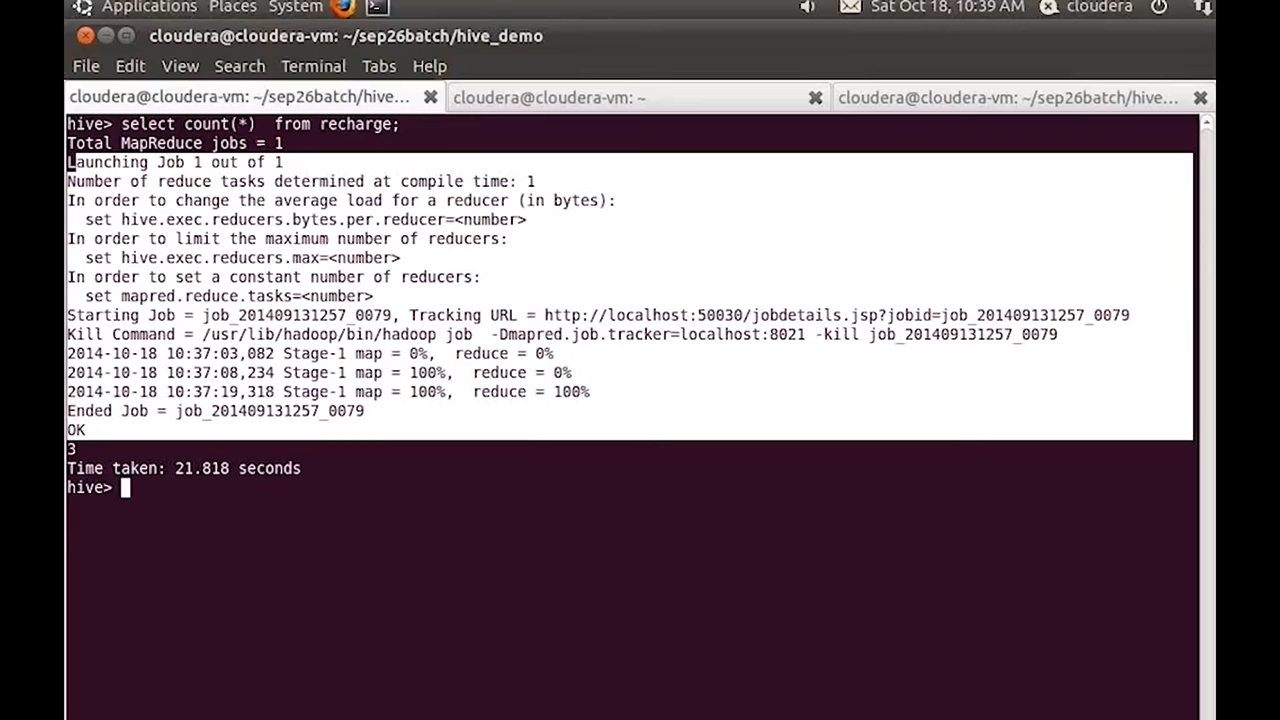 Applications Places System Sat Oct 18, 10:39 AM cloudera
cloudera@cloudera-vm: ~/sep26batch/hive_demo
File Edit View Search Terminal Tabs Help
cloudera@cloudera-vm: ~/sep26batch/hive... cloudera@cloudera-vm: ~ cloudera@cloudera-vm: ~/sep26batch/hive...
hive> select count(*)  from recharge;
Total MapReduce jobs = 1
Launching Job 1 out of 1
Number of reduce tasks determined at compile time: 1
In order to change the average load for a reducer (in bytes):
  set hive.exec.reducers.bytes.per.reducer=<number>
In order to limit the maximum number of reducers:
  set hive.exec.reducers.max=<number>
In order to set a constant number of reducers:
  set mapred.reduce.tasks=<number>
Starting Job = job_201409131257_0079, Tracking URL = http://localhost:50030/jobdetails.jsp?jobid=job_201409131257_0079
Kill Command = /usr/lib/hadoop/bin/hadoop job  -Dmapred.job.tracker=localhost:8021 -kill job_201409131257_0079
2014-10-18 10:37:03,082 Stage-1 map = 0%,  reduce = 0%
2014-10-18 10:37:08,234 Stage-1 map = 100%,  reduce = 0%
2014-10-18 10:37:19,318 Stage-1 map = 100%,  reduce = 100%
Ended Job = job_201409131257_0079
OK
3
Time taken: 21.818 seconds
hive>